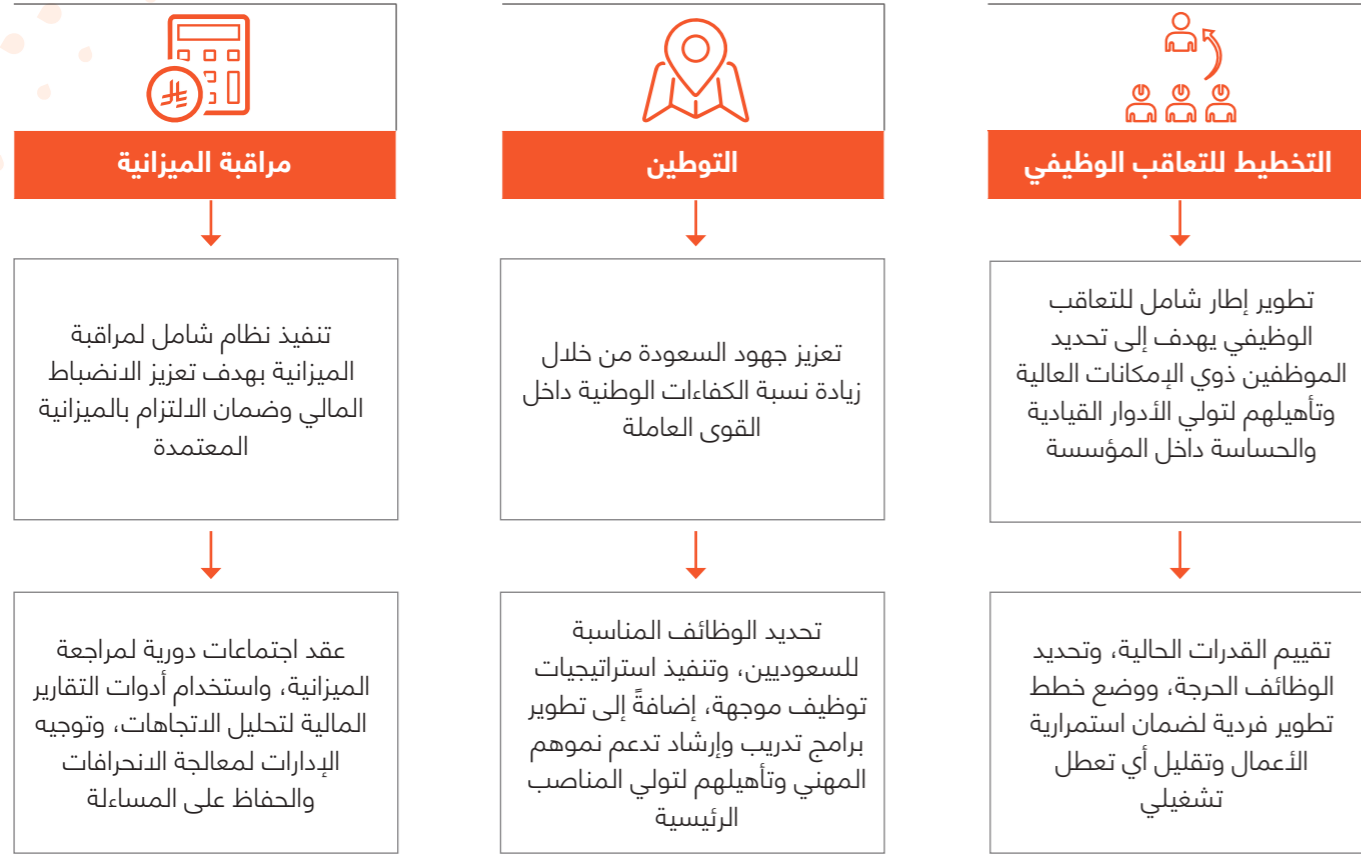 التخطيط للتعاقب الوظيفي
تطوير إطار شامل للتعاقب
الوظيفي يهدف إلى تحديد
الموظفين ذوي الإمكانات العالية
وتأهيلهم لتولي الأدوار القيادية
والحساسة داخل المؤسسة
تقييم القدرات الحالية، وتحديد
الوظائف الحرجة، ووضع خطط
تطوير فردية لضمان استمرارية
الأعمال وتقليل أي تعطل
تشغيلي
التوطين
تعزيز جهود السعودة من خلال
زيادة نسبة الكفاءات الوطنية داخل
القوى العاملة
تحديد الوظائف المناسبة
للسعوديين، وتنفيذ استراتيجيات
توظيف موجهة، إضافةً إلى تطوير
برامج تدريب وإرشاد تدعم نموهم
المهني وتأهيلهم لتولي المناصب
الرئيسية
مراقبة الميزانية
تنفيذ نظام شامل لمراقبة
الميزانية بهدف تعزيز الانضباط
المالي وضمان الالتزام بالميزانية
المعتمدة
عقد اجتماعات دورية لمراجعة
الميزانية، واستخدام أدوات التقارير
المالية لتحليل الاتجاهات، وتوجيه
الإدارات لمعالجة الانحرافات
والحفاظ على المساءلة